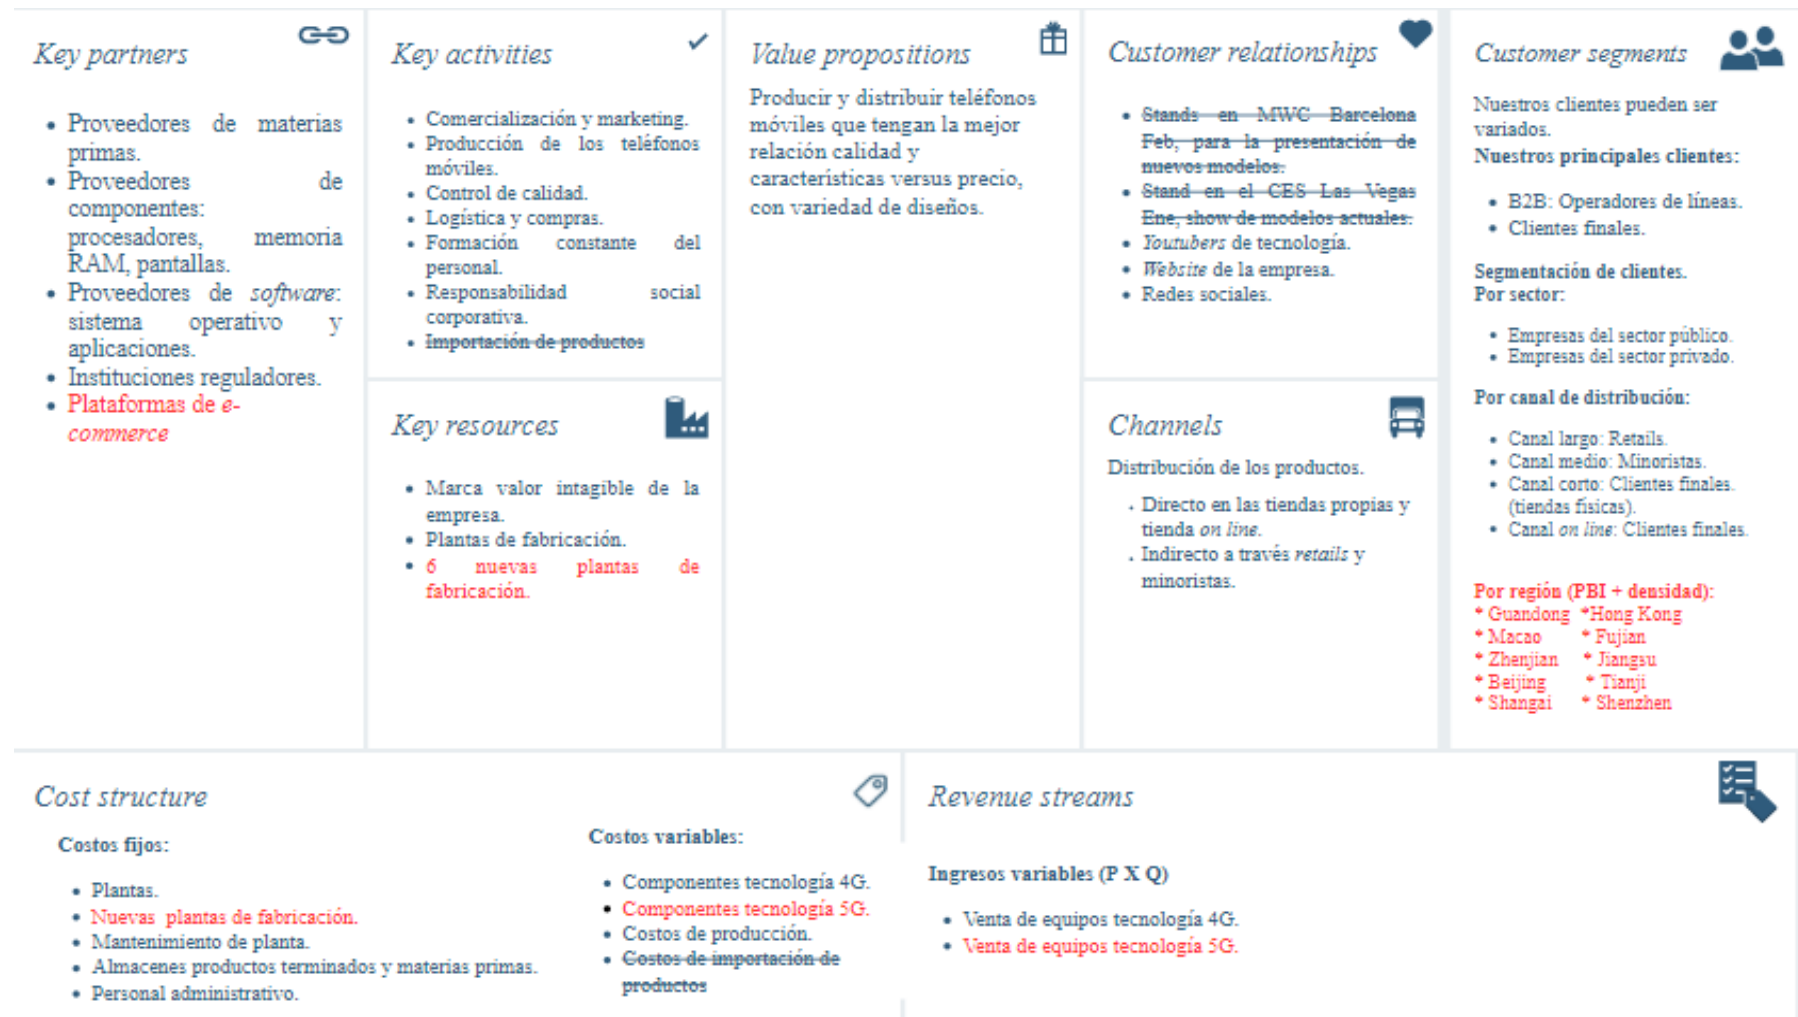 Key partners
• Proveedores de materias
primas.
• Proveedores de
componentes:
procesadores, memoria
RAM, pantallas.
• Proveedores de software:
sistema operativo y
aplicaciones.
• Instituciones reguladores.
• Plataformas de e-
commerce
Key activities
• Comercialización y marketing.
• Producción de los teléfonos
móviles.
• Control de calidad.
• Logística y compras.
• Formación constante del
personal.
• Responsabilidad social
corporativa.
• Importación de productos
Key resources
• Marca valor intagible de la
empresa.
• Plantas de fabricación.
• 6 nuevas plantas de
fabricación.
Value propositions
Producir y distribuir teléfonos
móviles que tengan la mejor
relación calidad y
características versus precio,
con variedad de diseños.
Customer relationships
• Stands en MWC Barcelona
Feb, para la presentación de
nuevos modelos.
• Stand en el CES Las Vegas
Ene, show de modelos actuales.
• Youtubers de tecnología.
• Website de la empresa.
• Redes sociales.
Channels
Distribución de los productos.
• Directo en las tiendas propias y
tienda on line.
• Indirecto a través retails y
minoristas.
Customer segments
Nuestros clientes pueden ser
variados.
Nuestros principales clientes:
• B2B: Operadores de líneas.
• Clientes finales.
Segmentación de clientes.
Por sector:
• Empresas del sector público.
• Empresas del sector privado.
Por canal de distribución:
• Canal largo: Retails.
• Canal medio: Minoristas.
• Canal corto: Clientes finales.
(tiendas físicas).
• Canal on line: Clientes finales.
Por región (PBI + densidad):
* Guandong *Hong Kong
* Macao * Fujian
* Zhenjian * Jiangsu
* Beijing * Tianji
* Shangai * Shenzhen
Cost structure
Costos fijos:
• Plantas.
• Nuevas plantas de fabricación.
• Mantenimiento de planta.
• Almacenes productos terminados y materias primas.
• Personal administrativo.
Costos variables:
• Componentes tecnología 4G.
• Componentes tecnología 5G.
• Costos de producción.
• Costos de importación de
productos
Revenue streams
Ingresos variables (P X Q)
• Venta de equipos tecnología 4G.
• Venta de equipos tecnología 5G.